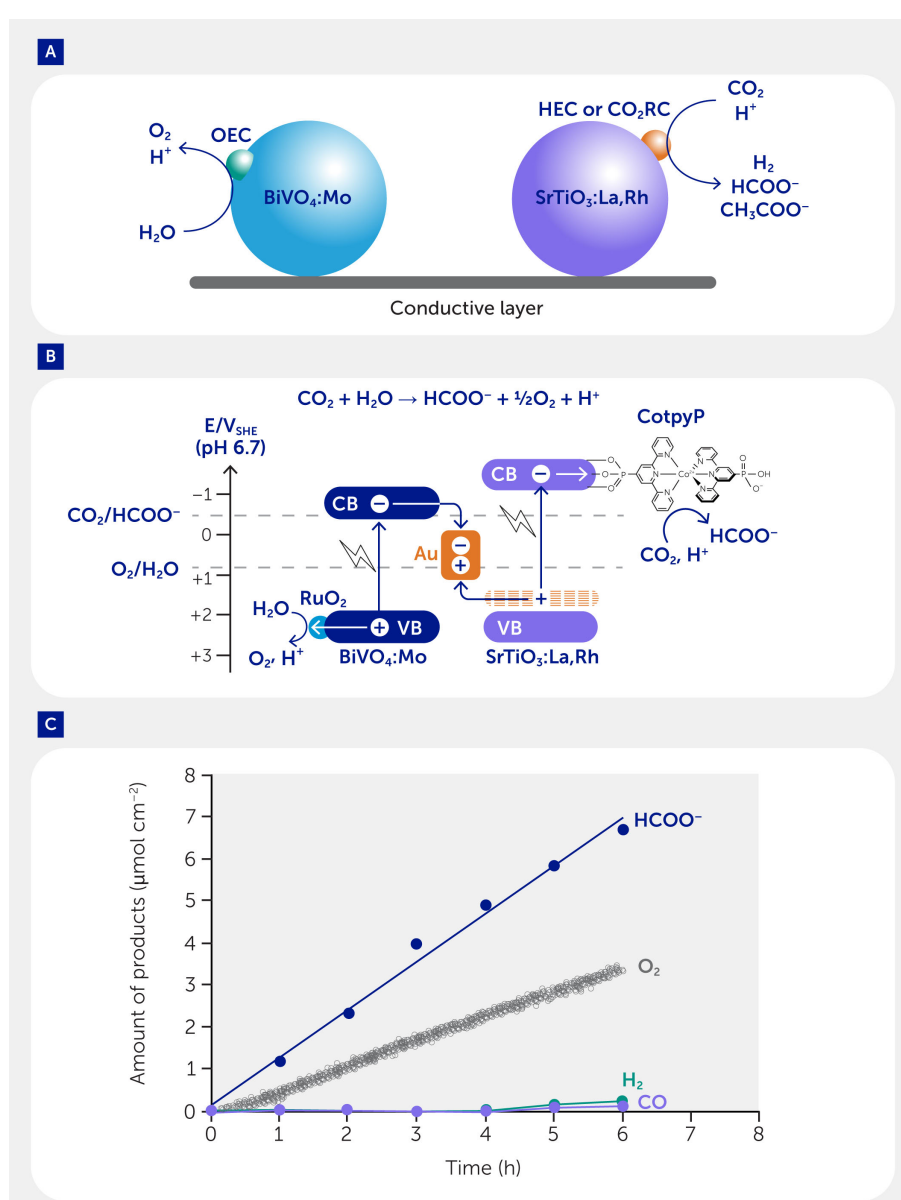 A
O₂
H⁺
OEC
H₂O
BiVO₄:Mo
HEC or CO₂RC
SrTiO₃:La,Rh
CO₂
H⁺
H₂
HCOO⁻
CH₃COO⁻
Conductive layer
B
CO₂ + H₂O → HCOO⁻ + ½O₂ + H⁺
E/V_SHE
(pH 6.7)
CotpyP
−1
0
+1
+2
+3
CO₂/HCOO⁻
O₂/H₂O
CB −
CB −
Au
−
+
+
H₂O
RuO₂
O₂, H⁺
+ VB
VB
BiVO₄:Mo
SrTiO₃:La,Rh
O
O
P
O
N
N
N
Co²⁺
N
N
N
O
P
OH
O⁻
CO₂, H⁺
HCOO⁻
C
Amount of products (μmol cm⁻²)
8
7
6
5
4
3
2
1
0
HCOO⁻
O₂
H₂
CO
0 1 2 3 4 5 6 7 8
Time (h)